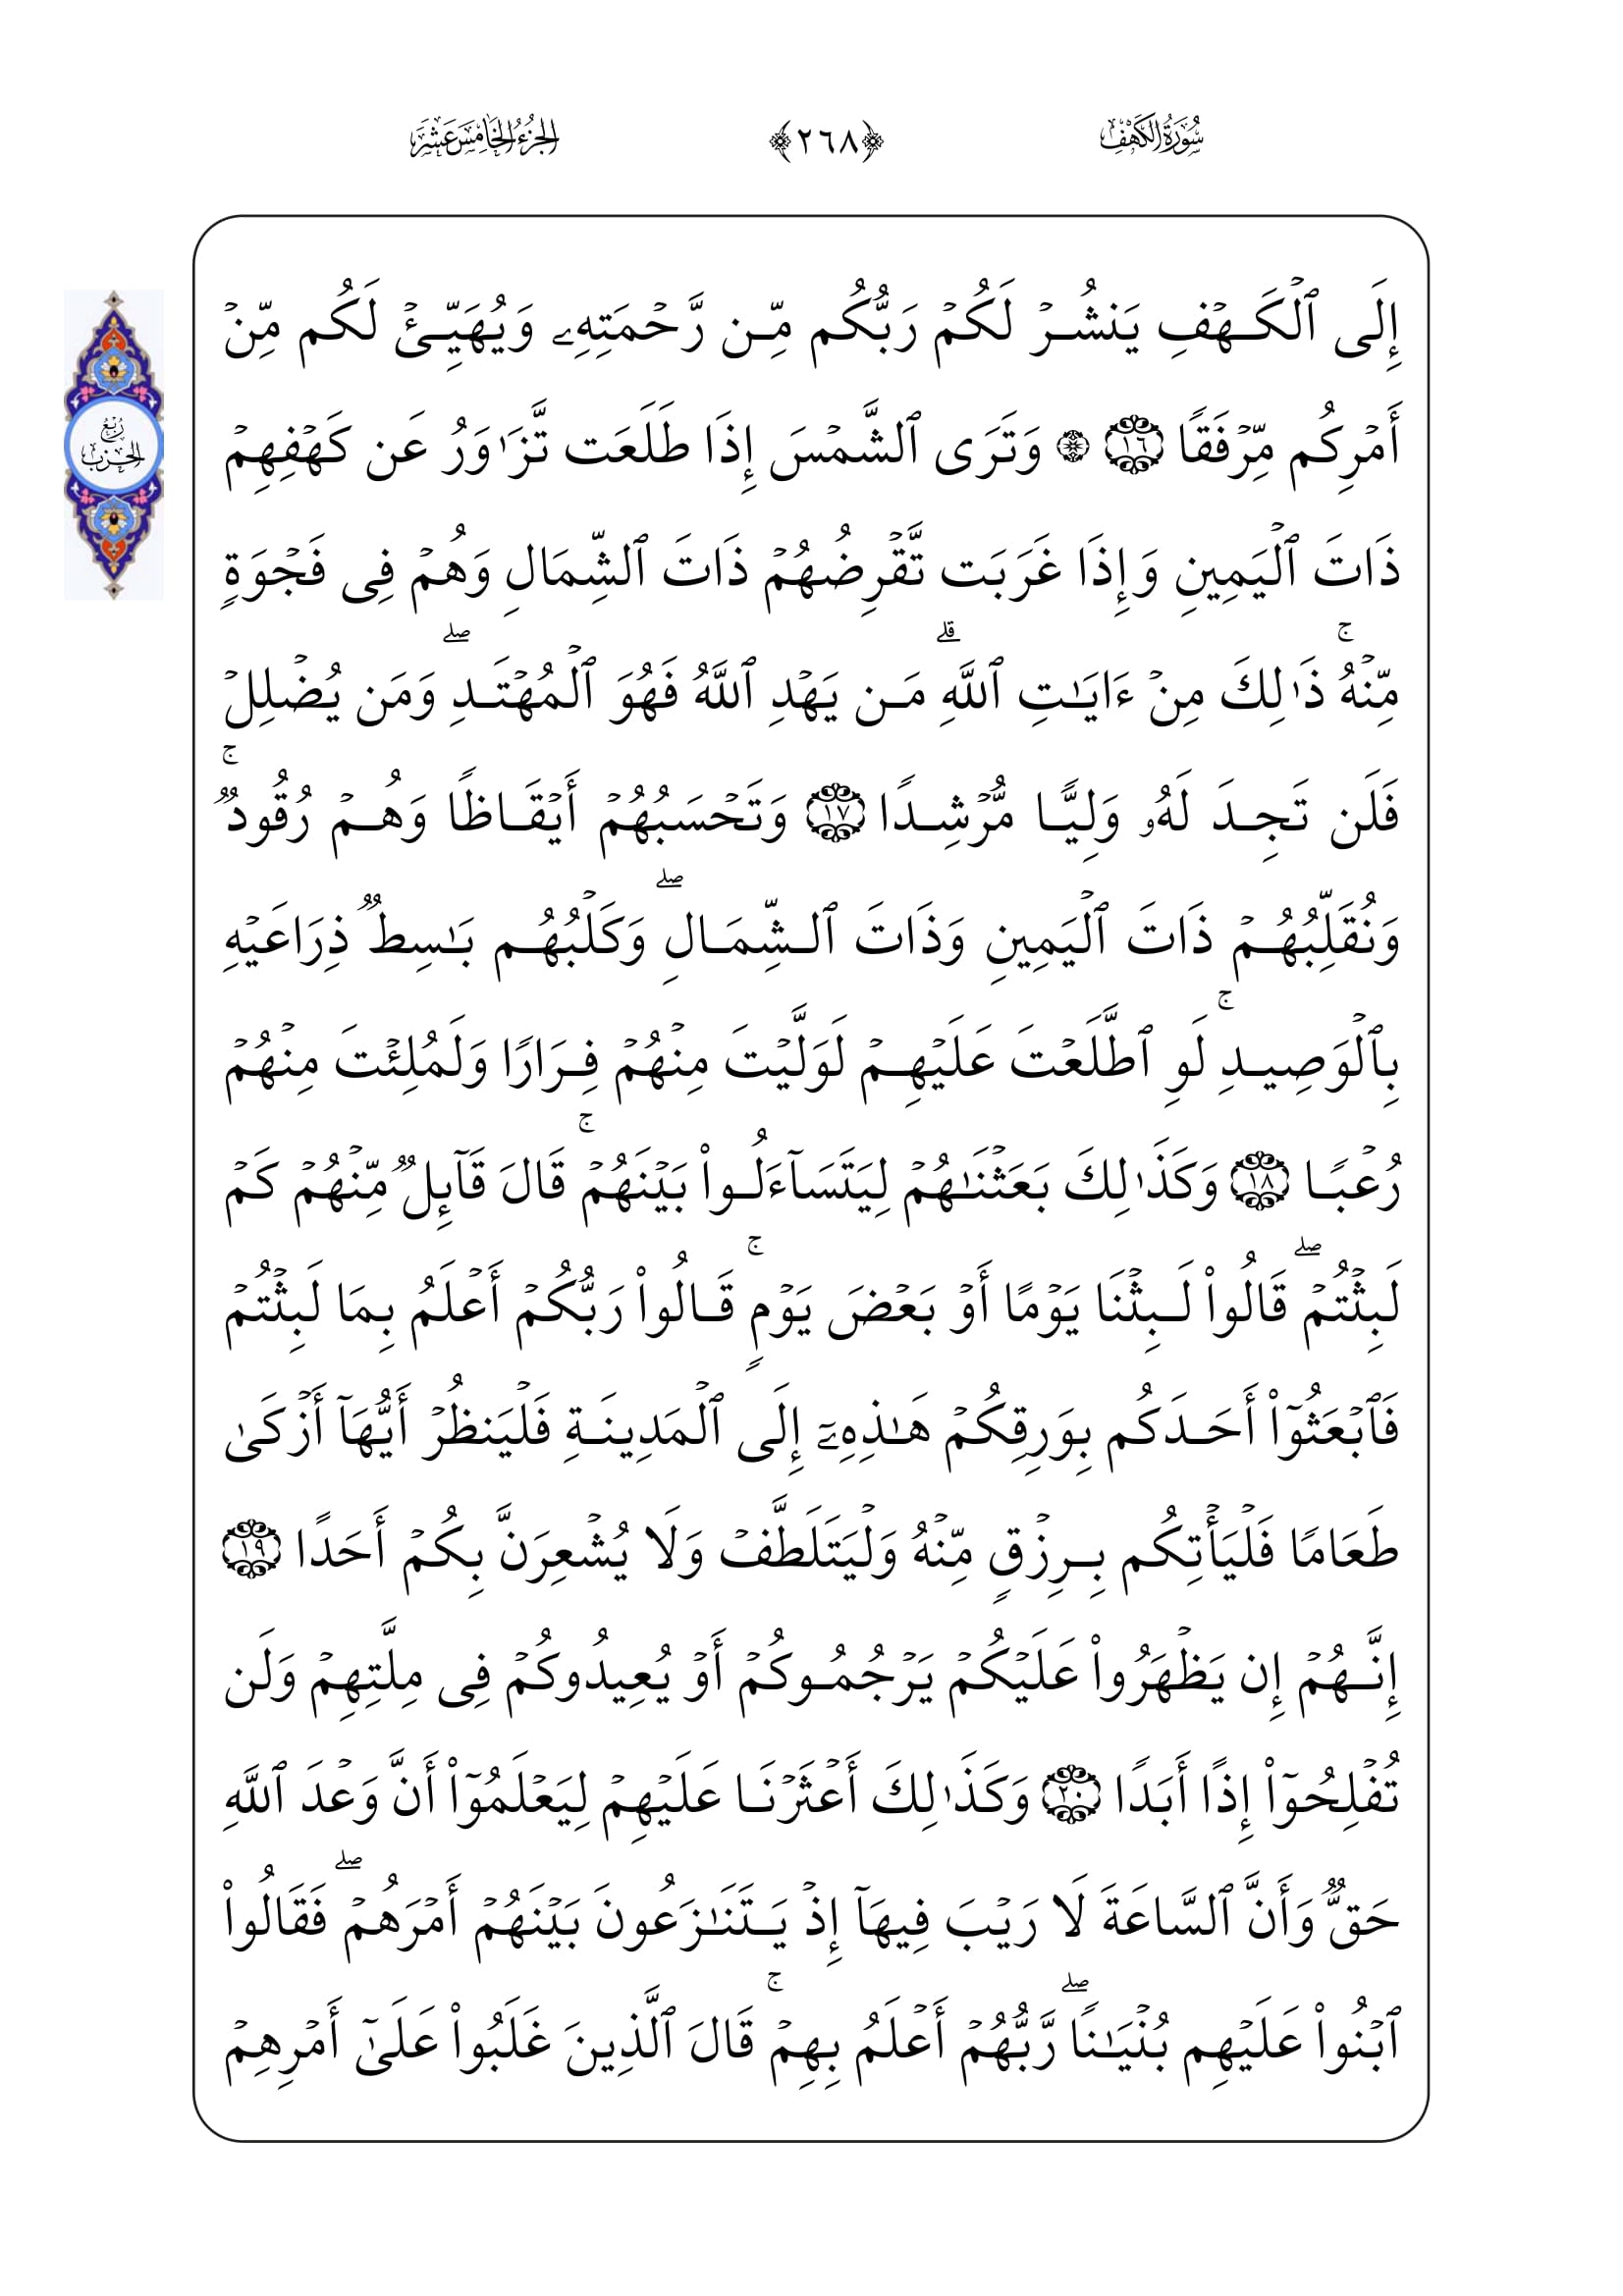 سُورَةُ الكَهْفِ
﴿٢٦٨﴾
الجُزْءُ الخَامِسَ عَشَرَ
رُبْعُ
الحِزْبِ
إِلَى ٱلْكَهْفِ يَنشُرْ لَكُمْ رَبُّكُم مِّن رَّحْمَتِهِۦ وَيُهَيِّئْ لَكُم مِّنْ
أَمْرِكُم مِّرْفَقًا ١٦ ۞ وَتَرَى ٱلشَّمْسَ إِذَا طَلَعَت تَّزَٰوَرُ عَن كَهْفِهِمْ
ذَاتَ ٱلْيَمِينِ وَإِذَا غَرَبَت تَّقْرِضُهُمْ ذَاتَ ٱلشِّمَالِ وَهُمْ فِى فَجْوَةٍ
مِّنْهُ ۚ ذَٰلِكَ مِنْ ءَايَـٰتِ ٱللَّهِ ۗ مَن يَهْدِ ٱللَّهُ فَهُوَ ٱلْمُهْتَدِ ۖ وَمَن يُضْلِلْ
فَلَن تَجِدَ لَهُۥ وَلِيًّا مُّرْشِدًا ١٧ وَتَحْسَبُهُمْ أَيْقَاظًا وَهُمْ رُقُودٌ ۚ
وَنُقَلِّبُهُمْ ذَاتَ ٱلْيَمِينِ وَذَاتَ ٱلشِّمَالِ ۖ وَكَلْبُهُم بَـٰسِطٌ ذِرَاعَيْهِ
بِٱلْوَصِيدِ ۚ لَوِ ٱطَّلَعْتَ عَلَيْهِمْ لَوَلَّيْتَ مِنْهُمْ فِرَارًا وَلَمُلِئْتَ مِنْهُمْ
رُعْبًا ١٨ وَكَذَٰلِكَ بَعَثْنَـٰهُمْ لِيَتَسَآءَلُوا۟ بَيْنَهُمْ ۚ قَالَ قَآئِلٌ مِّنْهُمْ كَمْ
لَبِثْتُمْ ۖ قَالُوا۟ لَبِثْنَا يَوْمًا أَوْ بَعْضَ يَوْمٍ ۚ قَالُوا۟ رَبُّكُمْ أَعْلَمُ بِمَا لَبِثْتُمْ
فَٱبْعَثُوٓا۟ أَحَدَكُم بِوَرِقِكُمْ هَـٰذِهِۦٓ إِلَى ٱلْمَدِينَةِ فَلْيَنظُرْ أَيُّهَآ أَزْكَىٰ
طَعَامًا فَلْيَأْتِكُم بِرِزْقٍ مِّنْهُ وَلْيَتَلَطَّفْ وَلَا يُشْعِرَنَّ بِكُمْ أَحَدًا ١٩
إِنَّهُمْ إِن يَظْهَرُوا۟ عَلَيْكُمْ يَرْجُمُوكُمْ أَوْ يُعِيدُوكُمْ فِى مِلَّتِهِمْ وَلَن
تُفْلِحُوٓا۟ إِذًا أَبَدًا ٢٠ وَكَذَٰلِكَ أَعْثَرْنَا عَلَيْهِمْ لِيَعْلَمُوٓا۟ أَنَّ وَعْدَ ٱللَّهِ
حَقٌّ وَأَنَّ ٱلسَّاعَةَ لَا رَيْبَ فِيهَآ إِذْ يَتَنَـٰزَعُونَ بَيْنَهُمْ أَمْرَهُمْ ۖ فَقَالُوا۟
ٱبْنُوا۟ عَلَيْهِم بُنْيَـٰنًا ۖ رَّبُّهُمْ أَعْلَمُ بِهِمْ ۚ قَالَ ٱلَّذِينَ غَلَبُوا۟ عَلَىٰٓ أَمْرِهِمْ